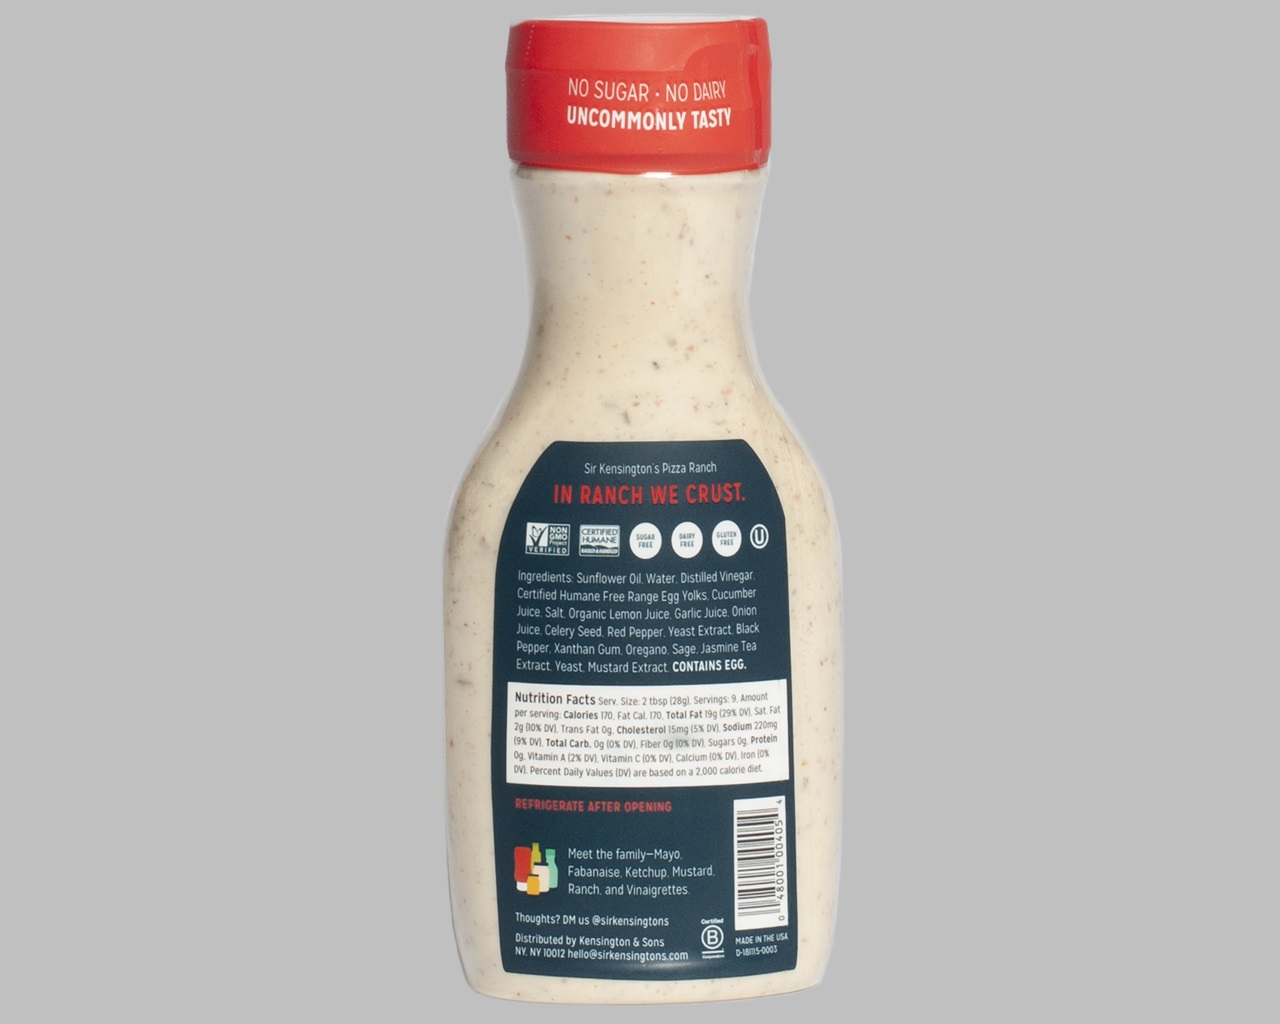 NO SUGAR • NO DAIRY
UNCOMMONLY TASTY
Sir Kensington's Pizza Ranch
IN RANCH WE CRUST.
NON
GMO
Project
VERIFIED
CERTIFIED
HUMANE
RAISED & HANDLED
SUGAR
FREE
DAIRY
FREE
GLUTEN
FREE
U
Ingredients: Sunflower Oil, Water, Distilled Vinegar,
Certified Humane Free Range Egg Yolks, Cucumber
Juice, Salt, Organic Lemon Juice, Garlic Juice, Onion
Juice, Celery Seed, Red Pepper, Yeast Extract, Black
Pepper, Xanthan Gum, Oregano, Sage, Jasmine Tea
Extract, Yeast, Mustard Extract. CONTAINS EGG.
Nutrition Facts Serv. Size: 2 tbsp (28g), Servings: 9, Amount
per serving: Calories 170, Fat Cal. 170, Total Fat 19g (29% DV), Sat. Fat
2g (10% DV), Trans Fat 0g, Cholesterol 15mg (5% DV), Sodium 220mg
(9% DV), Total Carb. 0g (0% DV), Fiber 0g (0% DV), Sugars 0g, Protein
0g, Vitamin A (2% DV), Vitamin C (0% DV), Calcium (0% DV), Iron (0%
DV). Percent Daily Values (DV) are based on a 2,000 calorie diet.
REFRIGERATE AFTER OPENING
Meet the family—Mayo,
Fabanaise, Ketchup, Mustard,
Ranch, and Vinaigrettes.
Thoughts? DM us @sirkensingtons
Distributed by Kensington & Sons
NY, NY 10012 hello@sirkensingtons.com
Certified
B
Corporation
0 48001 00405 4
MADE IN THE USA
D-181115-0003